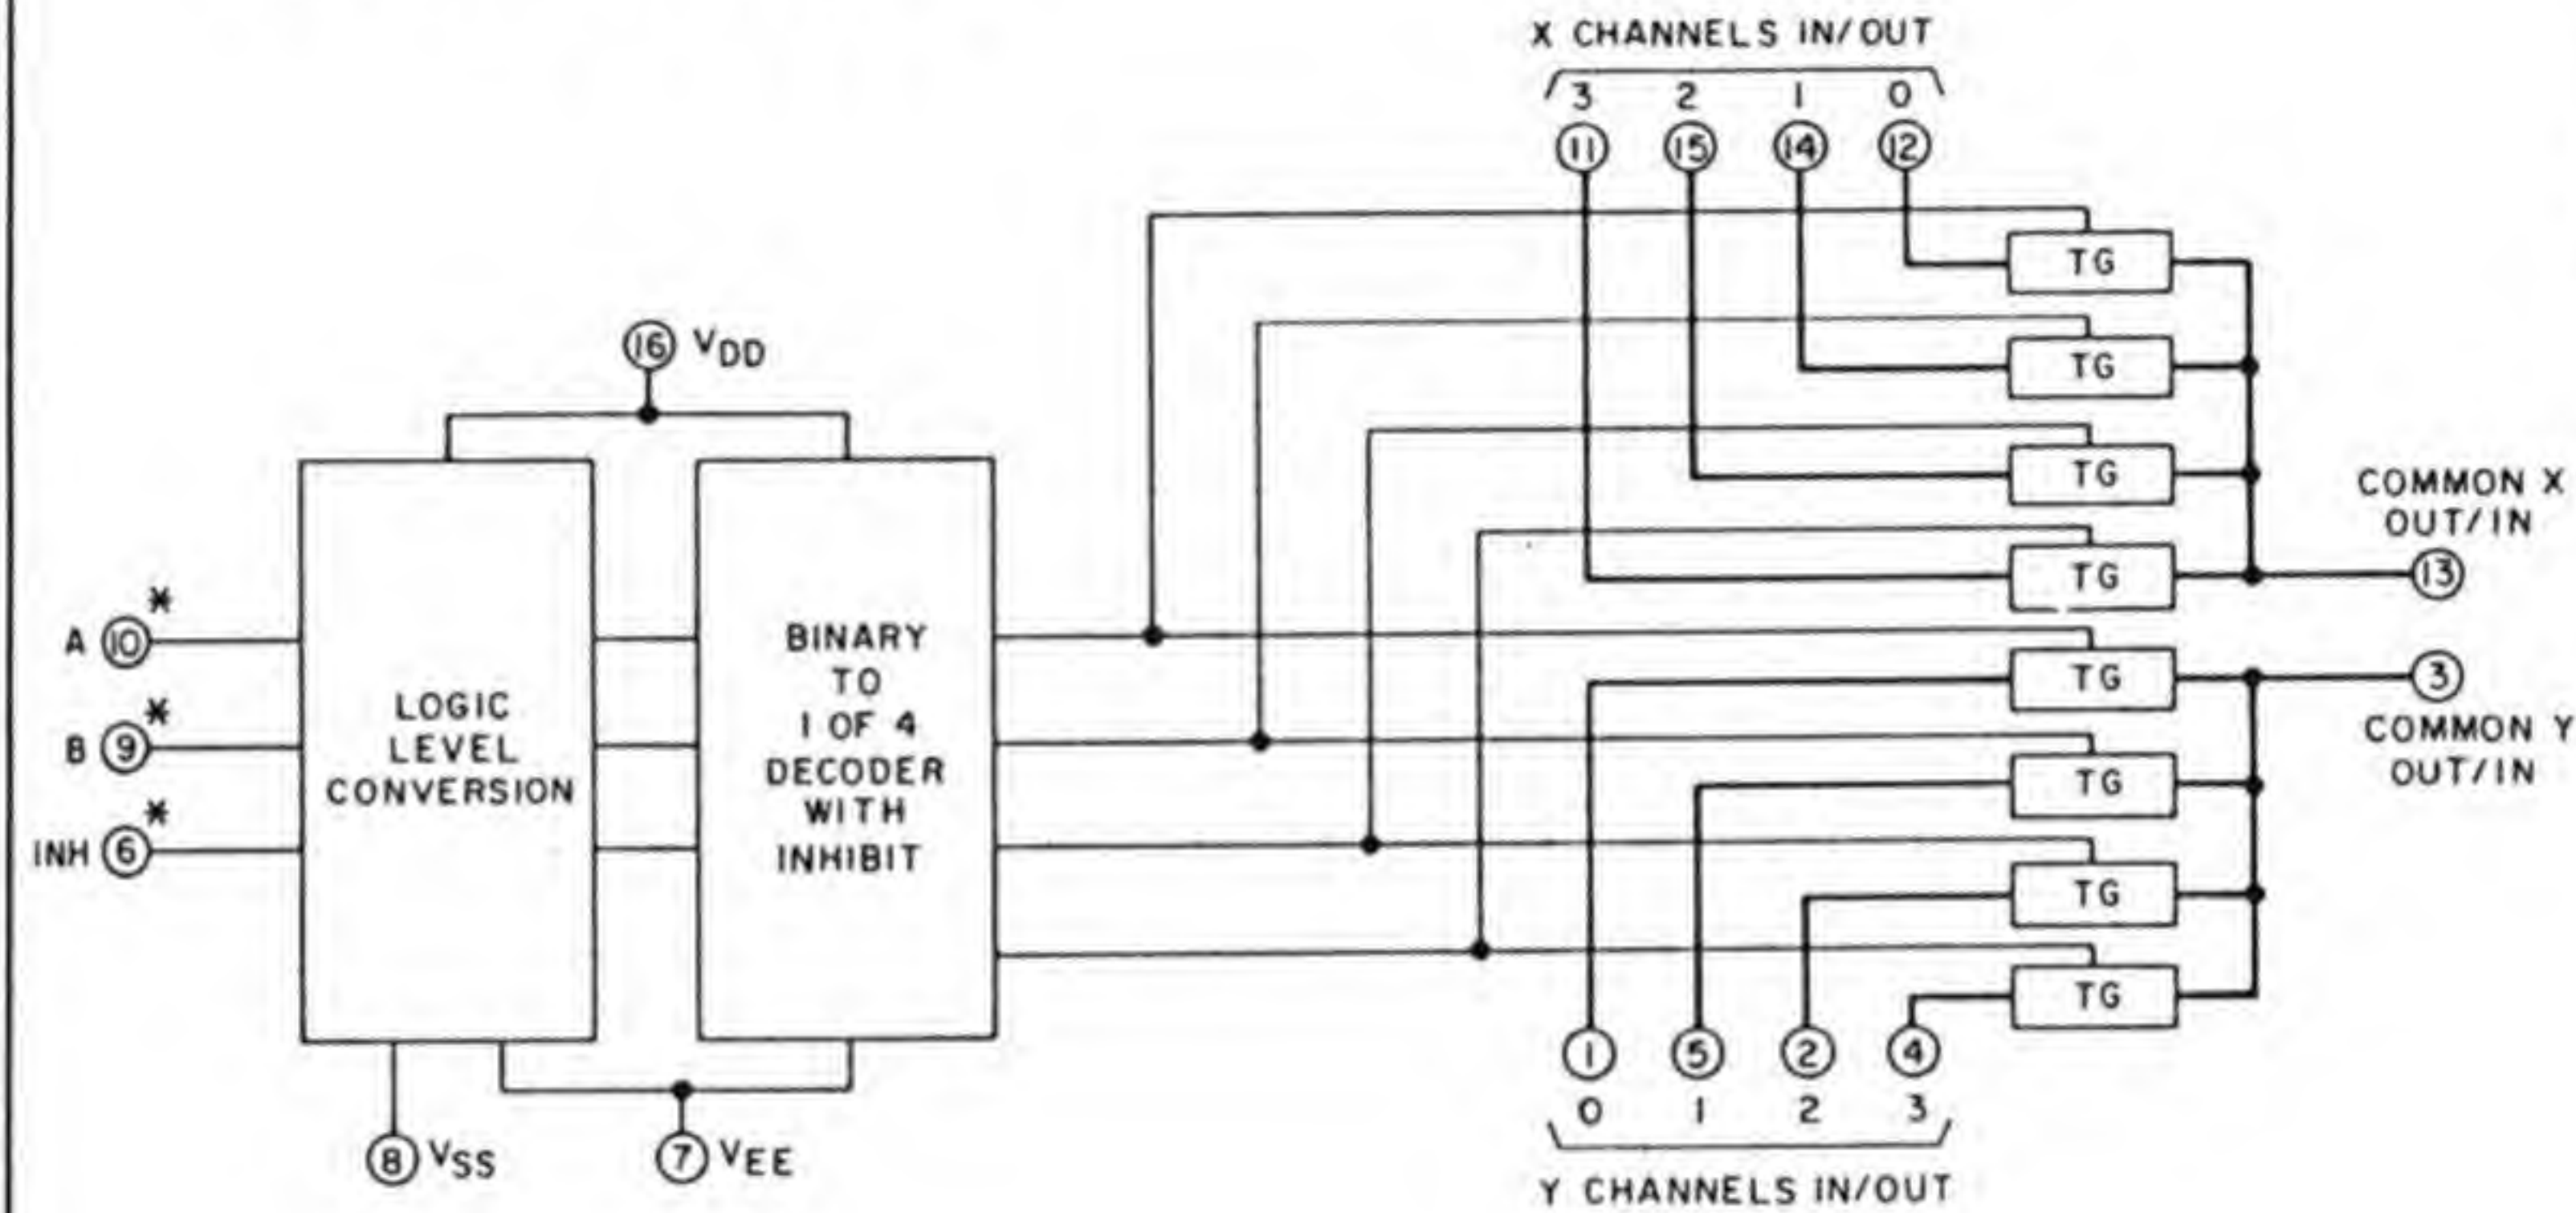 X CHANNELS IN/OUT
3 2 1 0
11 15 14 12
TG
TG
TG
TG
COMMON X
OUT/IN
13
16 VDD
A 10 *
B 9 *
INH 6 *
LOGIC
LEVEL
CONVERSION
BINARY
TO
1 OF 4
DECODER
WITH
INHIBIT
8 VSS
7 VEE
TG
TG
TG
TG
3
COMMON Y
OUT/IN
1 5 2 4
0 1 2 3
Y CHANNELS IN/OUT